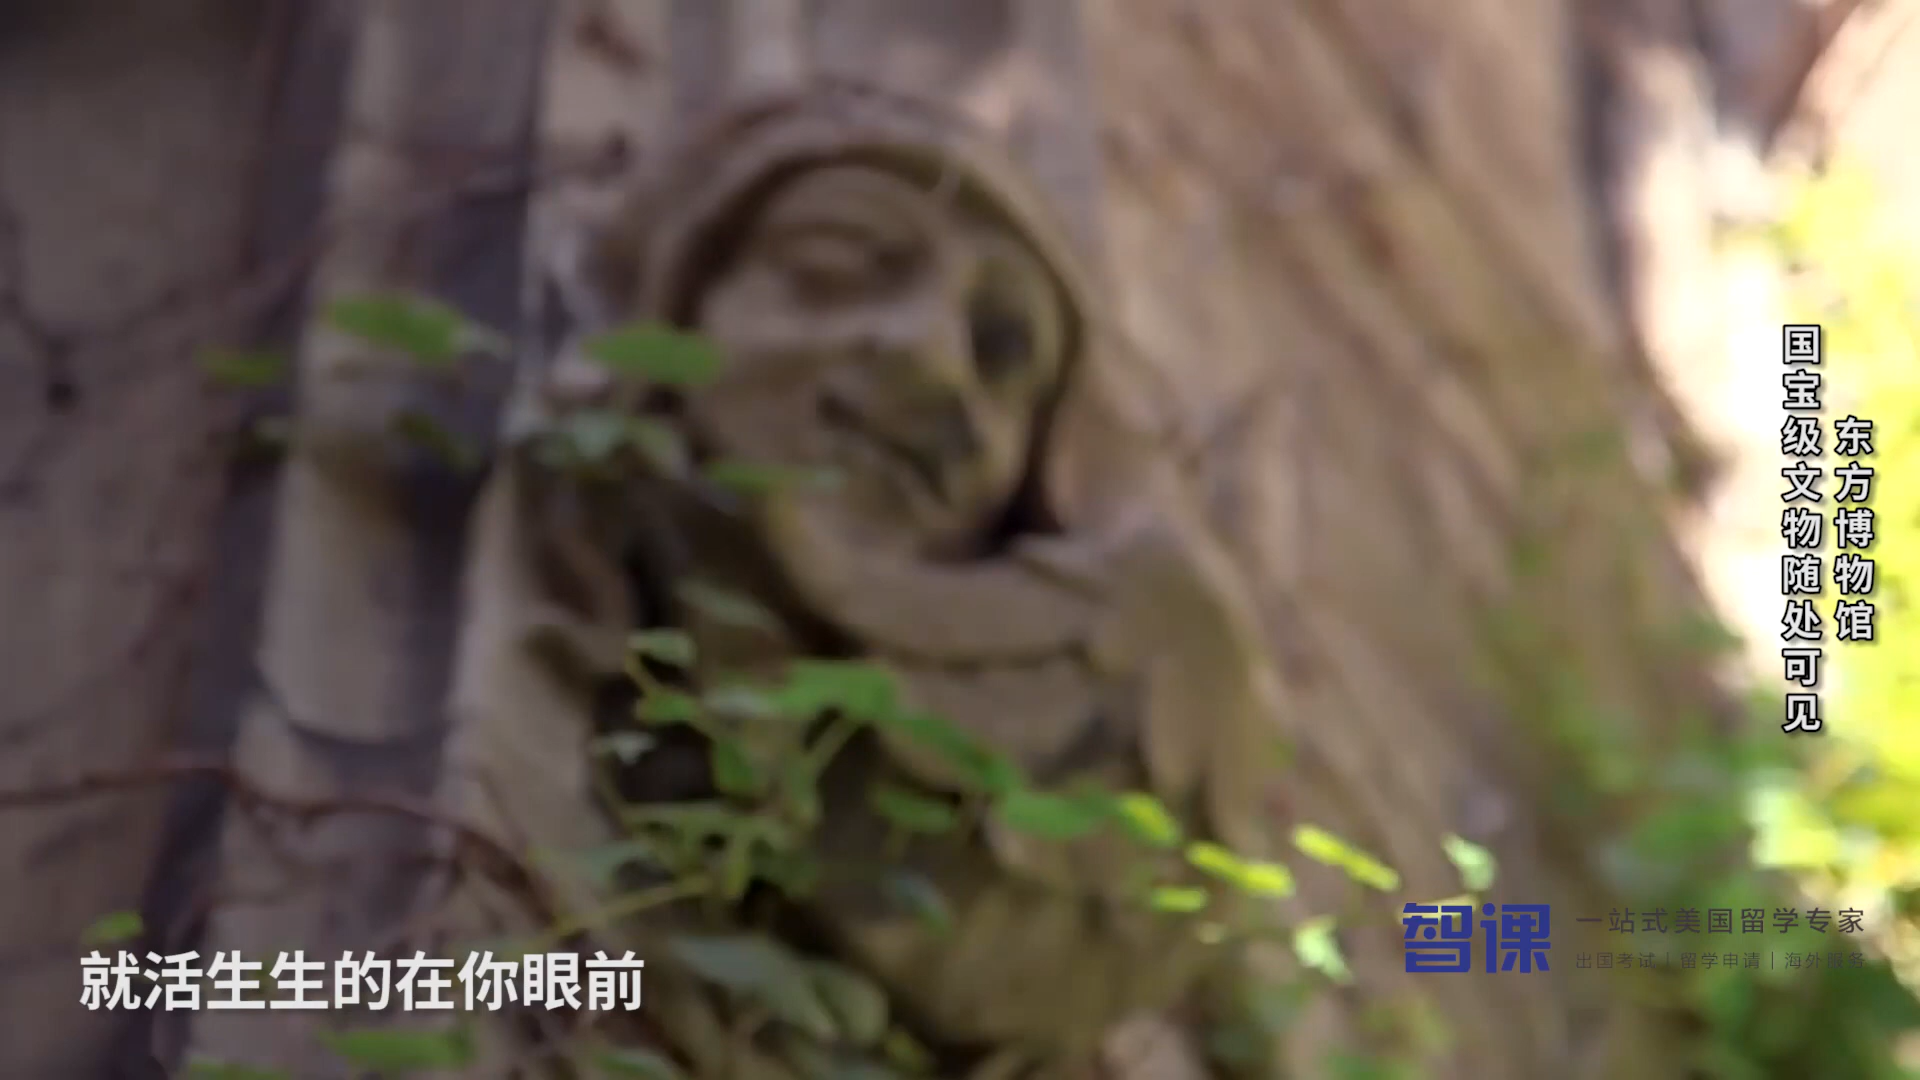 东方博物馆
国宝级文物随处可见
智课
一站式美国留学专家
出国考试 | 留学申请 | 海外服务
就活生生的在你眼前